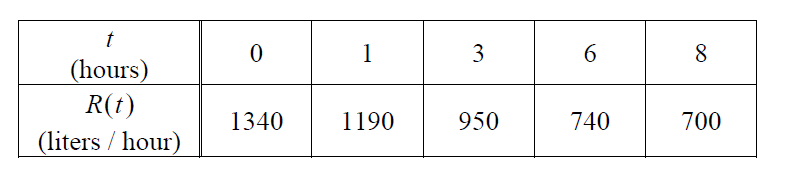 t 0 1 3 6 8
(hours)
R(t) 1340 1190 950 740 700
(liters / hour)